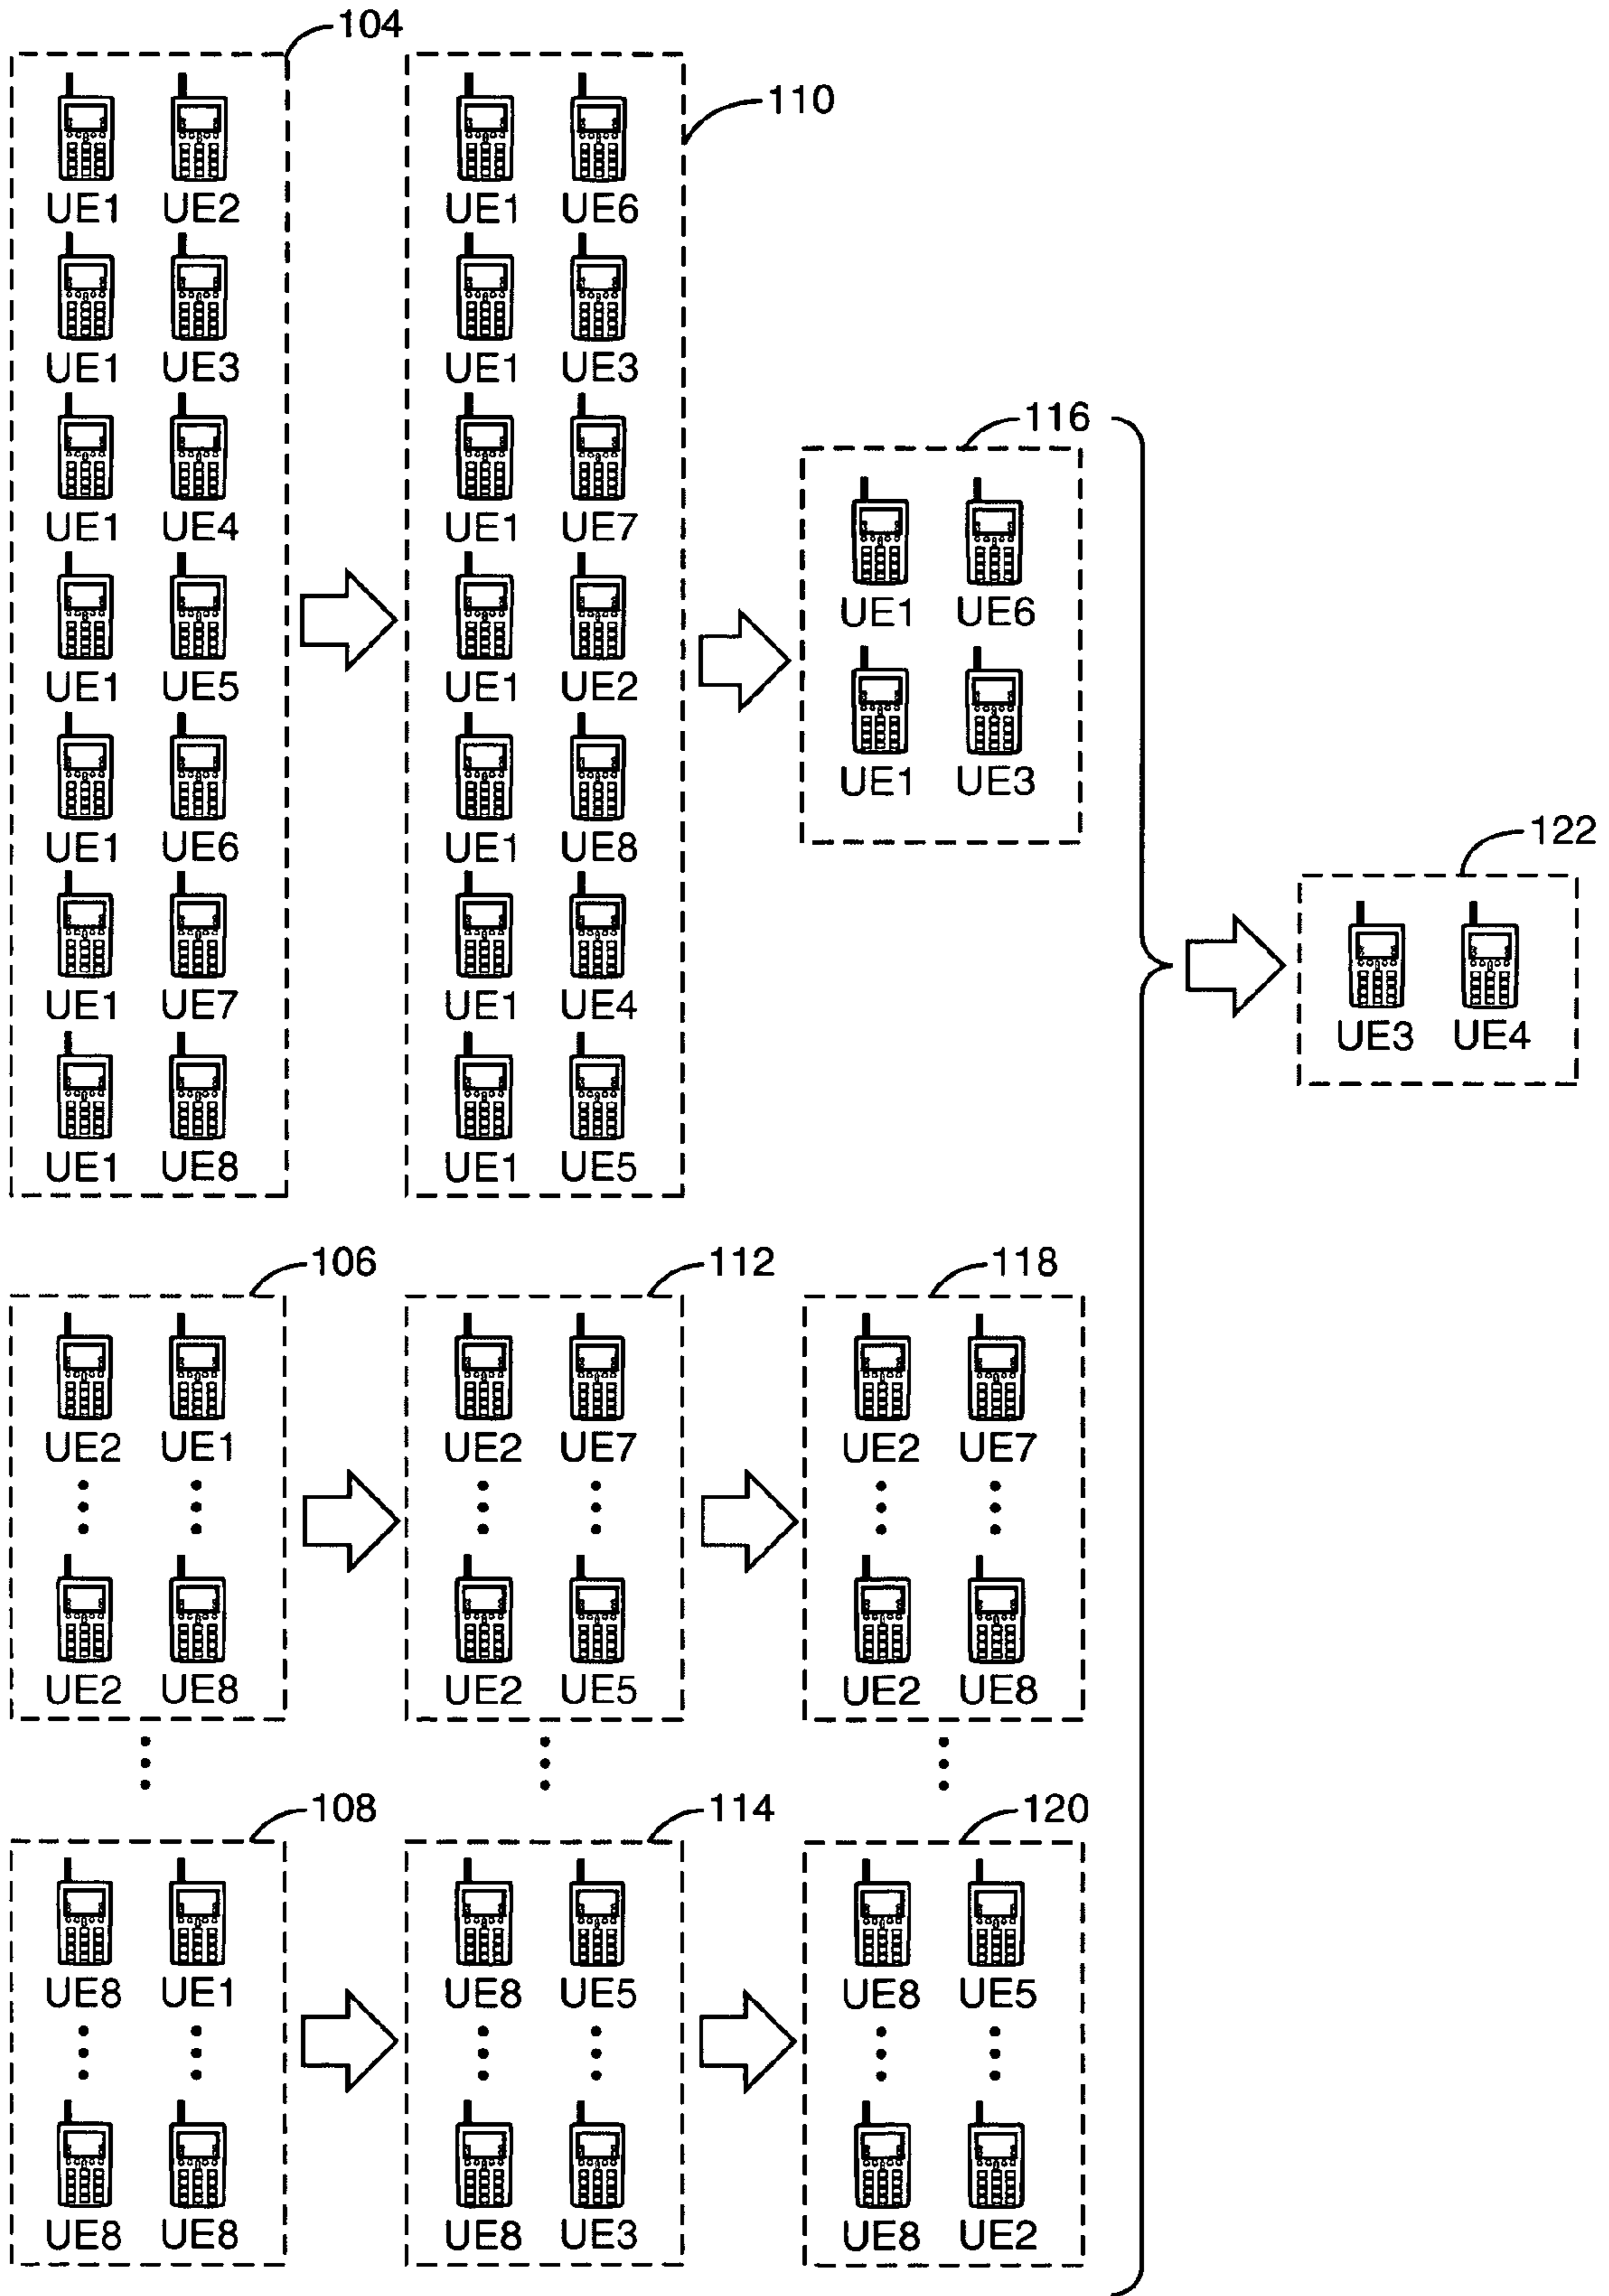 104
UE1 UE2
UE1 UE3
UE1 UE4
UE1 UE5
UE1 UE6
UE1 UE7
UE1 UE8
110
UE1 UE6
UE1 UE3
UE1 UE7
UE1 UE2
UE1 UE8
UE1 UE4
UE1 UE5
116
UE1 UE6
UE1 UE3
122
UE3 UE4
106
UE2 UE1
UE2 UE8
112
UE2 UE7
UE2 UE5
118
UE2 UE7
UE2 UE8
108
UE8 UE1
UE8 UE8
114
UE8 UE5
UE8 UE3
120
UE8 UE5
UE8 UE2